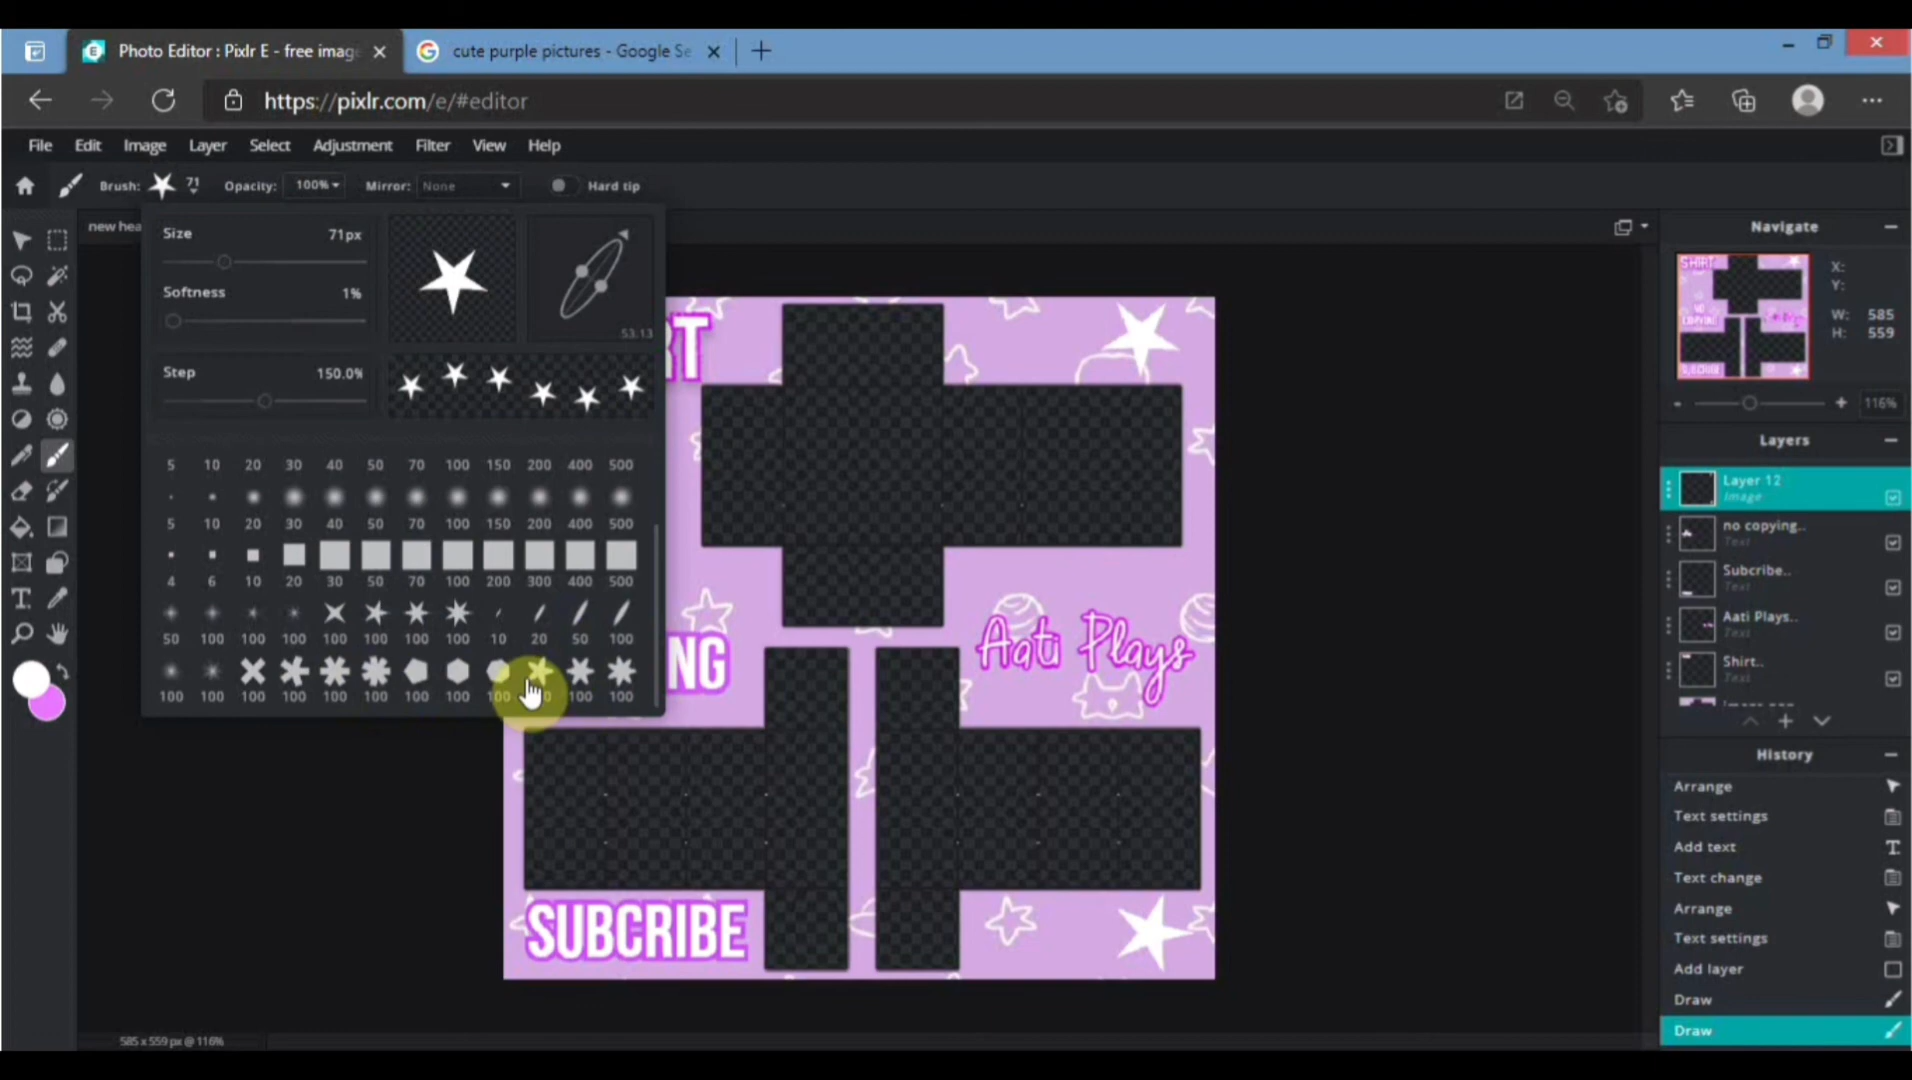 Photo Editor : Pixlr E - free imag
cute purple pictures - Google Se
https://pixlr.com/e/#editor
File Edit Image Layer Select Adjustment Filter View Help
Brush: 71 Opacity: 100% Mirror: None Hard tip
new hea
Size 71px
Softness 1%
53.13
Step 150.0%
5 10 20 30 40 50 70 100 150 200 400 500
5 10 20 30 40 50 70 100 150 200 400 500
4 6 10 20 30 50 70 100 200 300 400 500
50 100 100 100 100 100 100 100 10 20 50 100
100 100 100 100 100 100 100 100 100 100 100
RT
NG
Aati Plays
SUBCRIBE
Navigate
SHIRT
X:
Y:
W: 585
H: 559
116%
Layers
Layer 12
Image
no copying..
Text
Subcribe..
Text
Aati Plays..
Text
Shirt..
Text
History
Arrange
Text settings
Add text
Text change
Arrange
Text settings
Add layer
Draw
Draw
585 x 559 px @ 116%